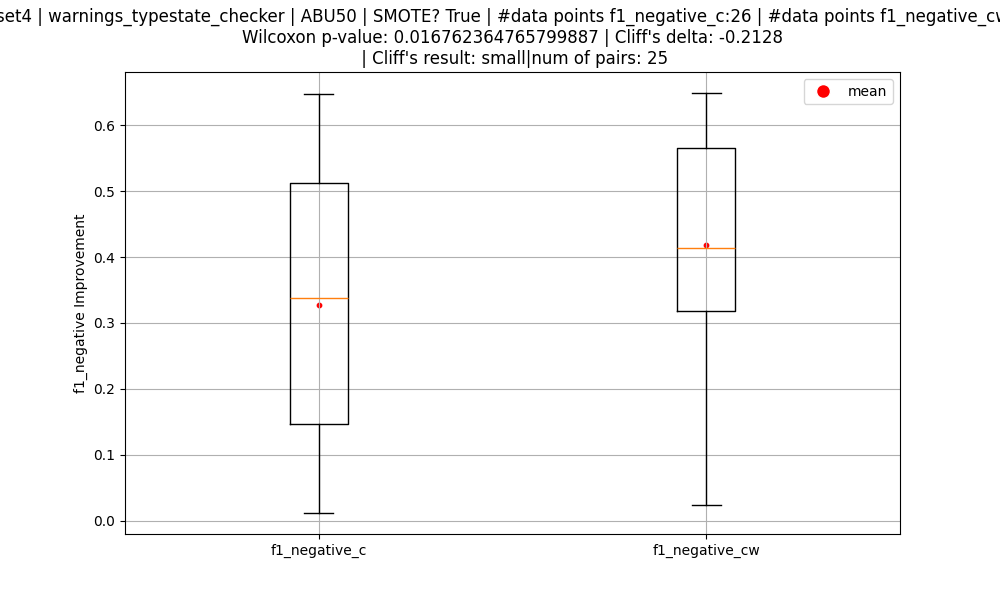 set4 | warnings_typestate_checker | ABU50 | SMOTE? True | #data points f1_negative_c:26 | #data points f1_negative_cw
Wilcoxon p-value: 0.016762364765799887 | Cliff's delta: -0.2128
| Cliff's result: small|num of pairs: 25
mean
0.6
0.5
0.4
0.3
0.2
0.1
0.0
f1_negative Improvement
f1_negative_c
f1_negative_cw